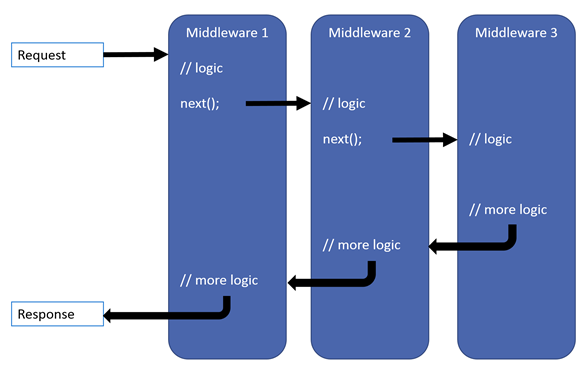 Middleware 1
Middleware 2
Middleware 3
Request
// logic
next();
// logic
next();
// logic
// more logic
// more logic
// more logic
Response